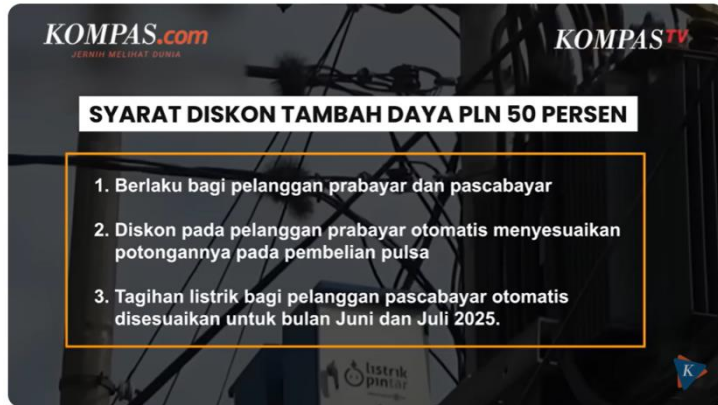 KOMPAS.com
JERNIH MELIHAT DUNIA
KOMPASTV
SYARAT DISKON TAMBAH DAYA PLN 50 PERSEN
1. Berlaku bagi pelanggan prabayar dan pascabayar
2. Diskon pada pelanggan prabayar otomatis menyesuaikan
potongannya pada pembelian pulsa
3. Tagihan listrik bagi pelanggan pascabayar otomatis
disesuaikan untuk bulan Juni dan Juli 2025.
listrik
pintar
K